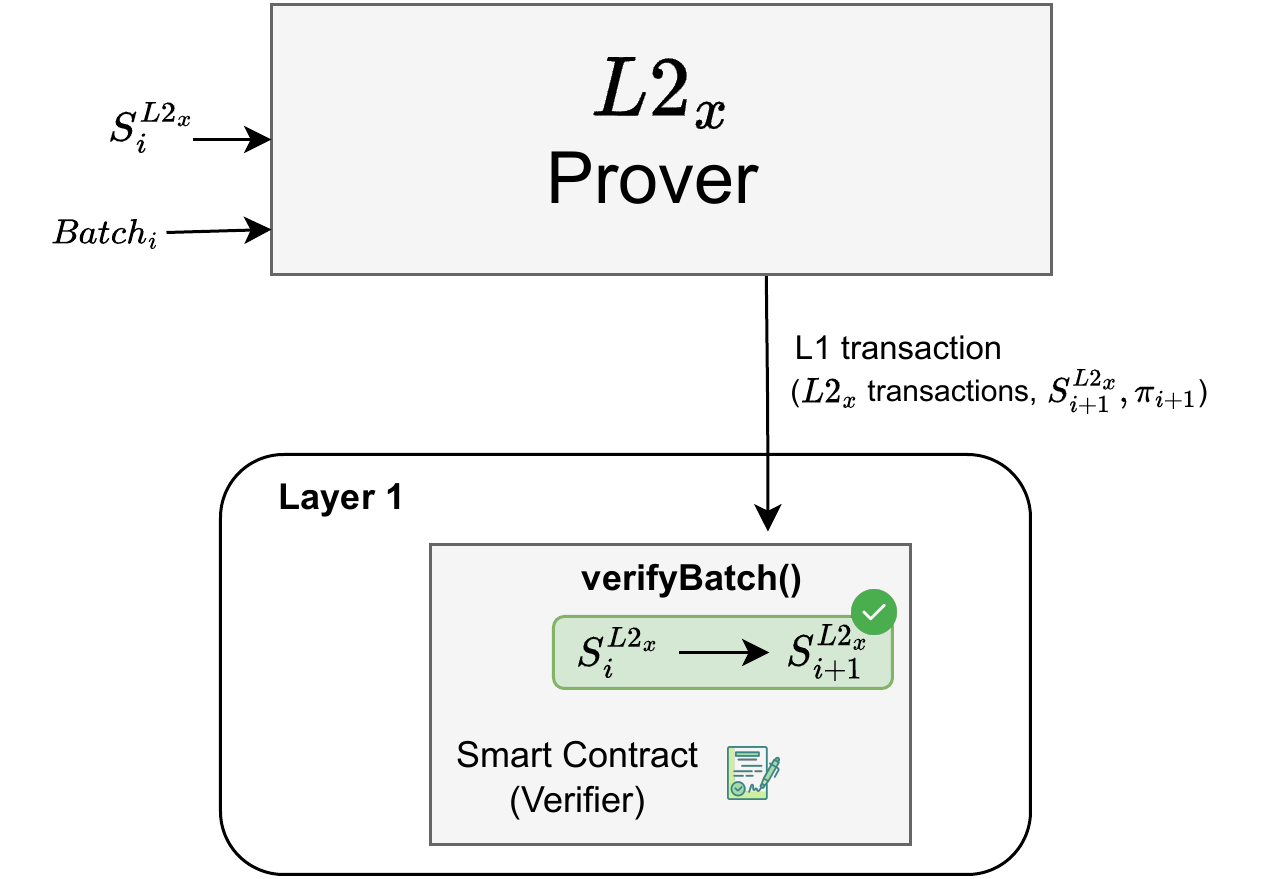 $L2_x$
Prover
$S_i^{L2_x}$
$Batch_i$
L1 transaction
($L2_x$ transactions, $S_{i+1}^{L2_x}, \pi_{i+1}$)
Layer 1
verifyBatch()
$S_i^{L2_x}$ → $S_{i+1}^{L2_x}$
Smart Contract
(Verifier)